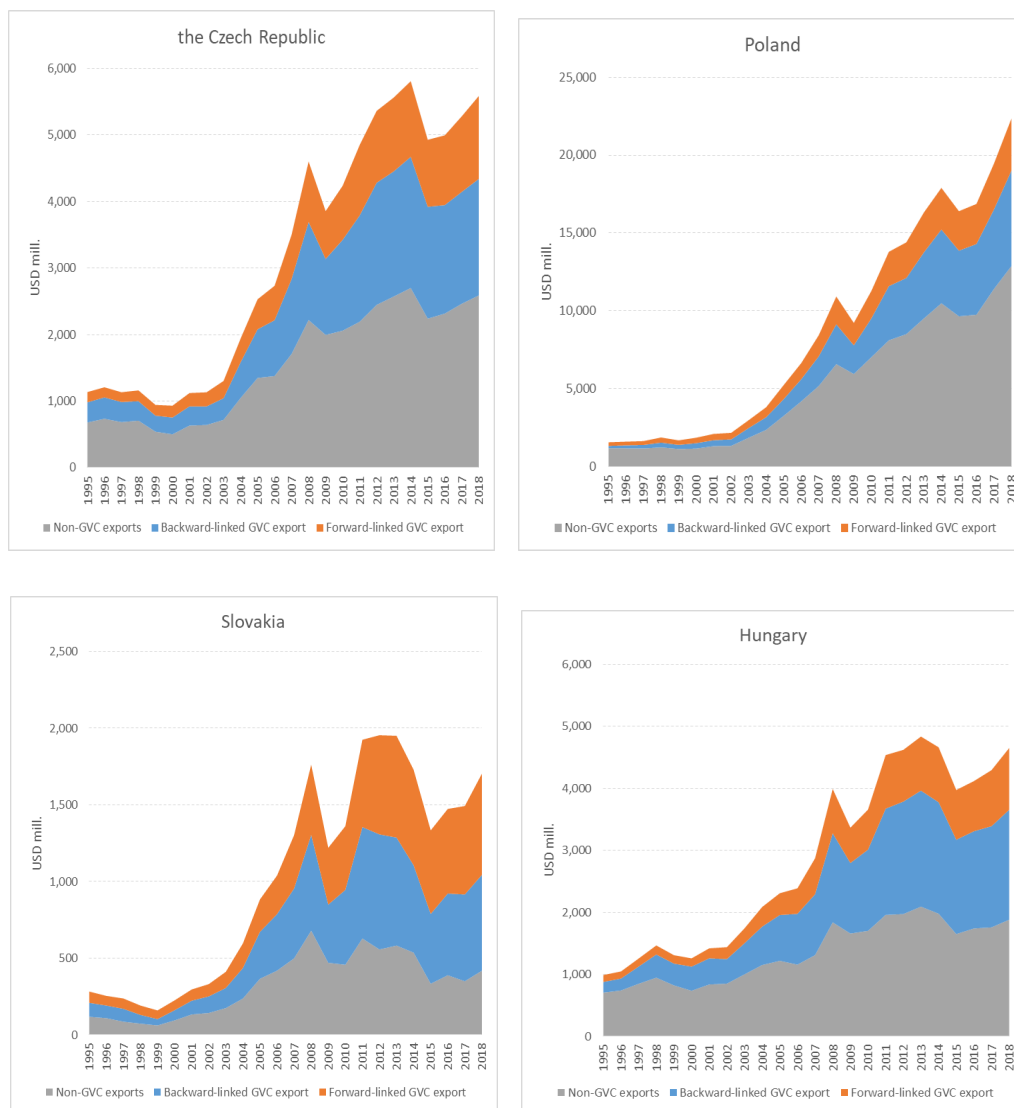 the Czech Republic
6,000
5,000
4,000
3,000
2,000
1,000
0
USD mill.
1995 1996 1997 1998 1999 2000 2001 2002 2003 2004 2005 2006 2007 2008 2009 2010 2011 2012 2013 2014 2015 2016 2017 2018
Non-GVC exports Backward-linked GVC export Forward-linked GVC export
Poland
25,000
20,000
15,000
10,000
5,000
0
USD mill.
1995 1996 1997 1998 1999 2000 2001 2002 2003 2004 2005 2006 2007 2008 2009 2010 2011 2012 2013 2014 2015 2016 2017 2018
Non-GVC exports Backward-linked GVC export Forward-linked GVC export
Slovakia
2,500
2,000
1,500
1,000
500
0
USD mill.
1995 1996 1997 1998 1999 2000 2001 2002 2003 2004 2005 2006 2007 2008 2009 2010 2011 2012 2013 2014 2015 2016 2017 2018
Non-GVC exports Backward-linked GVC export Forward-linked GVC export
Hungary
6,000
5,000
4,000
3,000
2,000
1,000
0
USD mill.
1995 1996 1997 1998 1999 2000 2001 2002 2003 2004 2005 2006 2007 2008 2009 2010 2011 2012 2013 2014 2015 2016 2017 2018
Non-GVC exports Backward-linked GVC export Forward-linked GVC export